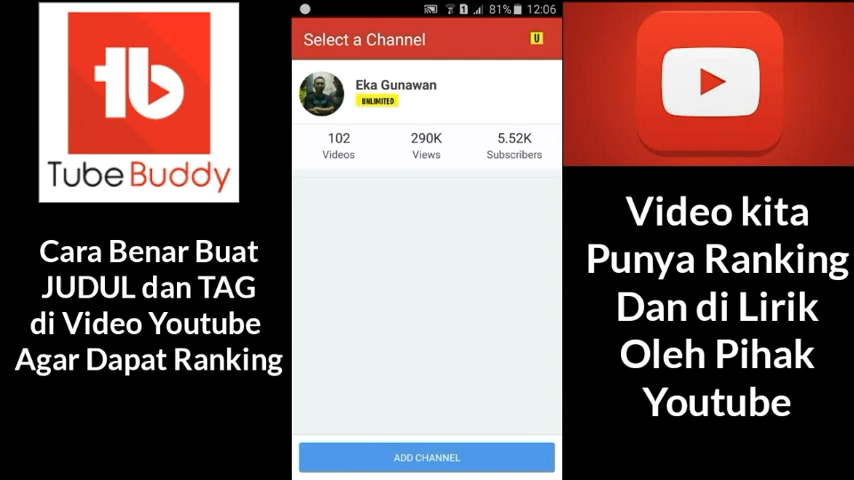 TubeBuddy
Cara Benar Buat
JUDUL dan TAG
di Video Youtube
Agar Dapat Ranking
1 81% 12:06
Select a Channel
U
Eka Gunawan
UNLIMITED
102 290K 5.52K
Videos Views Subscribers
ADD CHANNEL
Video kita
Punya Ranking
Dan di Lirik
Oleh Pihak
Youtube